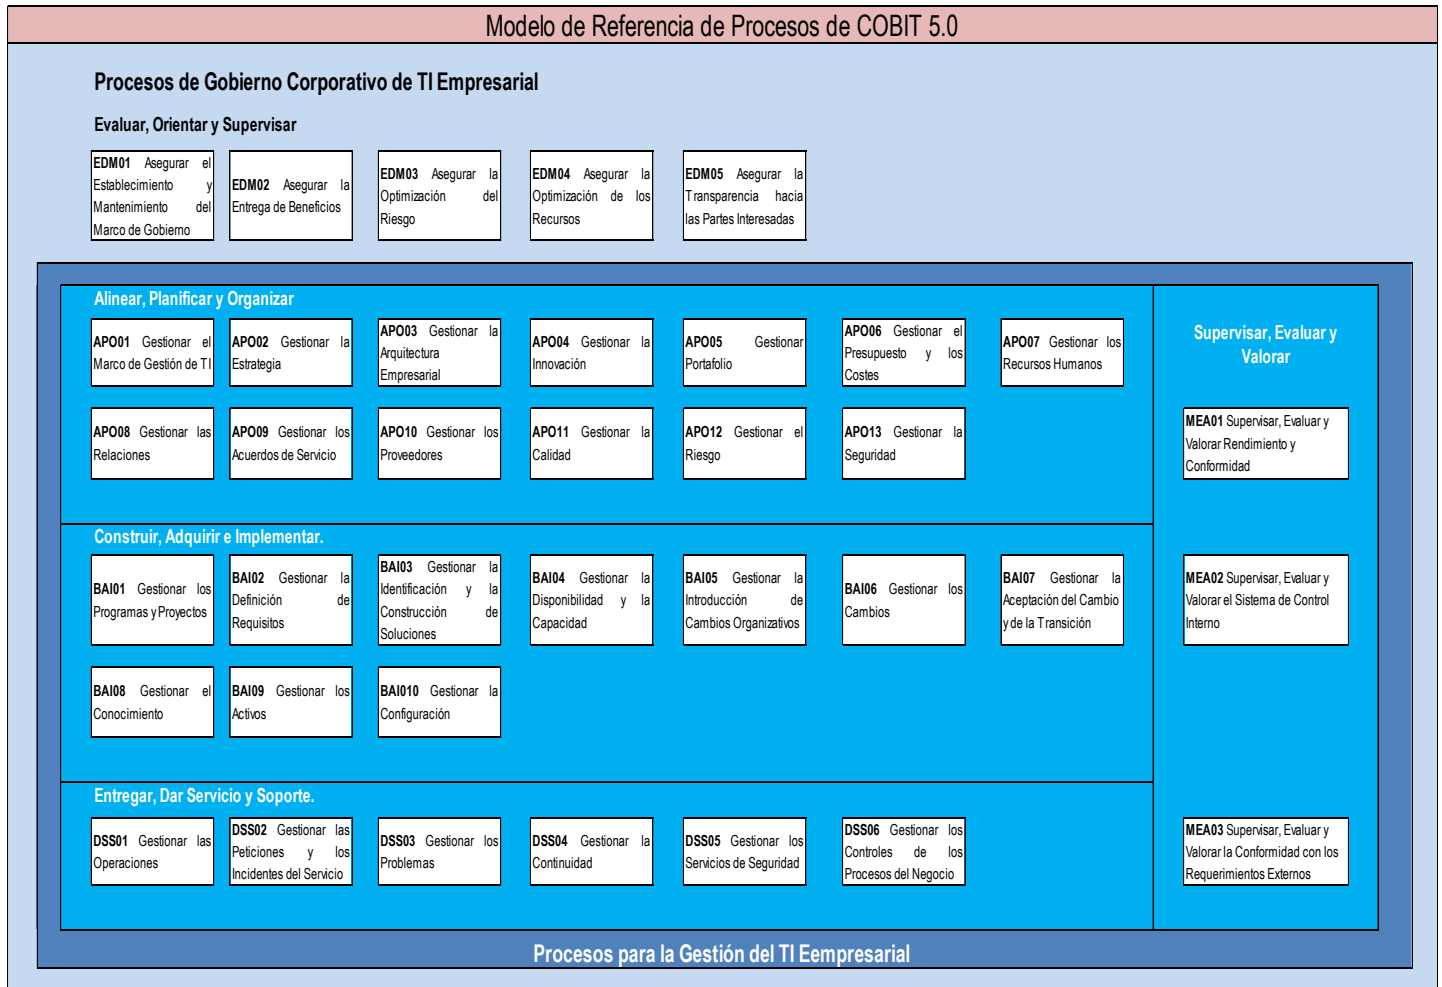 Modelo de Referencia de Procesos de COBIT 5.0
Procesos de Gobierno Corporativo de TI Empresarial
Evaluar, Orientar y Supervisar
EDM01 Asegurar el
Establecimiento y
Mantenimiento del
Marco de Gobierno
EDM02 Asegurar la
Entrega de Beneficios
EDM03 Asegurar la
Optimización del
Riesgo
EDM04 Asegurar la
Optimización de los
Recursos
EDM05 Asegurar la
Transparencia hacia
las Partes Interesadas
Alinear, Planificar y Organizar
APO01 Gestionar el
Marco de Gestión de TI
APO02 Gestionar la
Estrategia
APO03 Gestionar la
Arquitectura
Empresarial
APO04 Gestionar la
Innovación
APO05 Gestionar
Portafolio
APO06 Gestionar el
Presupuesto y los
Costes
APO07 Gestionar los
Recursos Humanos
APO08 Gestionar las
Relaciones
APO09 Gestionar los
Acuerdos de Servicio
APO10 Gestionar los
Proveedores
APO11 Gestionar la
Calidad
APO12 Gestionar el
Riesgo
APO13 Gestionar la
Seguridad
Supervisar, Evaluar y
Valorar
MEA01 Supervisar, Evaluar y
Valorar Rendimiento y
Conformidad
Construir, Adquirir e Implementar.
BAI01 Gestionar los
Programas y Proyectos
BAI02 Gestionar la
Definición de
Requisitos
BAI03 Gestionar la
Identificación y la
Construcción de
Soluciones
BAI04 Gestionar la
Disponibilidad y la
Capacidad
BAI05 Gestionar la
Introducción de
Cambios Organizativos
BAI06 Gestionar los
Cambios
BAI07 Gestionar la
Aceptación del Cambio
y de la Transición
MEA02 Supervisar, Evaluar y
Valorar el Sistema de Control
Interno
BAI08 Gestionar el
Conocimiento
BAI09 Gestionar los
Activos
BAI010 Gestionar la
Configuración
Entregar, Dar Servicio y Soporte.
DSS01 Gestionar las
Operaciones
DSS02 Gestionar las
Peticiones y los
Incidentes del Servicio
DSS03 Gestionar los
Problemas
DSS04 Gestionar la
Continuidad
DSS05 Gestionar los
Servicios de Seguridad
DSS06 Gestionar los
Controles de los
Procesos del Negocio
MEA03 Supervisar, Evaluar y
Valorar la Conformidad con los
Requerimientos Externos
Procesos para la Gestión del TI Eempresarial